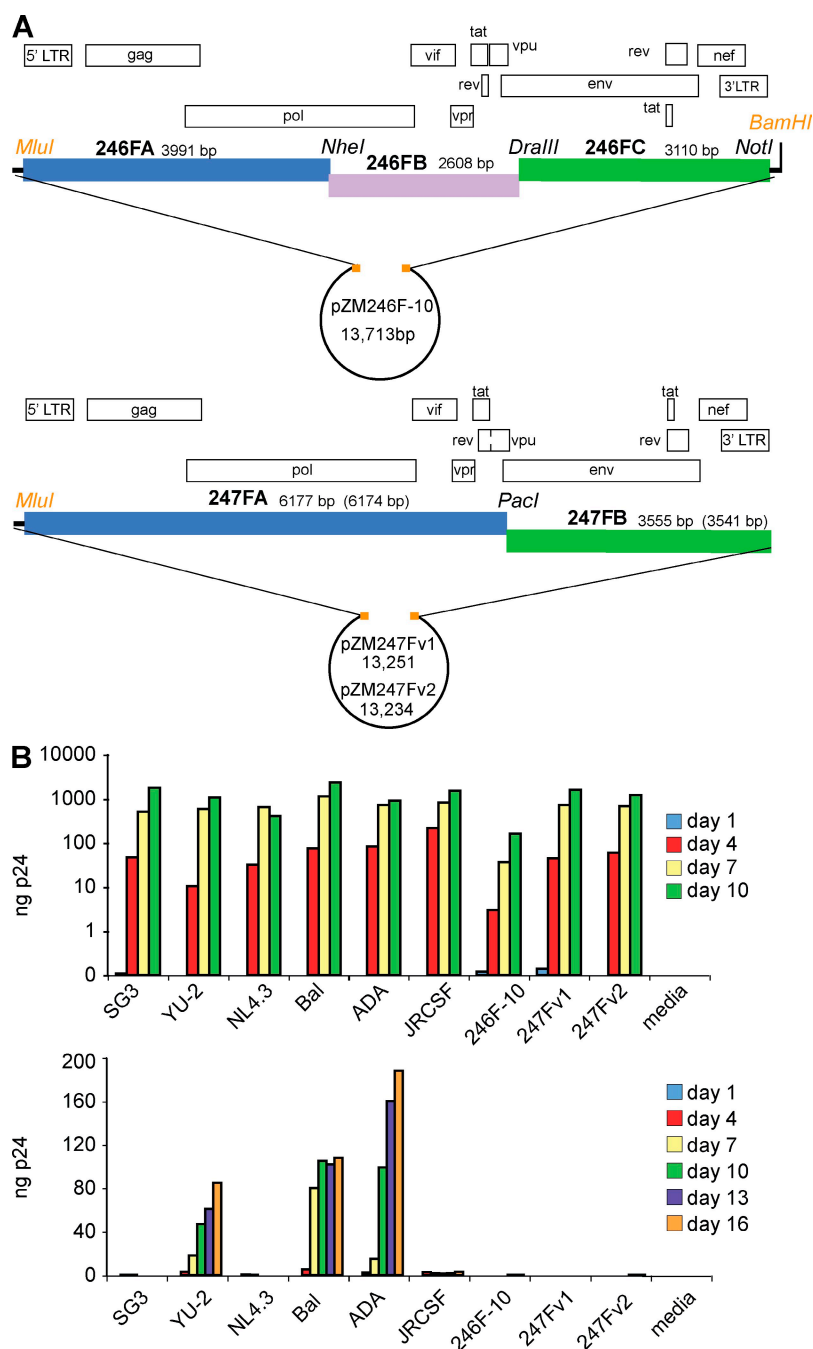 A
tat
vpu
5' LTR
gag
vif
rev
nef
rev
env
3'LTR
pol
vpr
tat
BamHI
MluI
246FA 3991 bp
NheI
246FB 2608 bp
DraIII
246FC 3110 bp
NotI
pZM246F-10
13,713bp
tat
tat
5' LTR
gag
vif
nef
rev
vpu
rev
3' LTR
pol
vpr
env
MluI
247FA 6177 bp (6174 bp)
PacI
247FB 3555 bp (3541 bp)
pZM247Fv1
13,251
pZM247Fv2
13,234
B
ng p24
10000
1000
100
10
1
0
SG3
YU-2
NL4.3
Bal
ADA
JRCSF
246F-10
247Fv1
247Fv2
media
day 1
day 4
day 7
day 10
ng p24
200
160
120
80
40
0
SG3
YU-2
NL4.3
Bal
ADA
JRCSF
246F-10
247Fv1
247Fv2
media
day 1
day 4
day 7
day 10
day 13
day 16